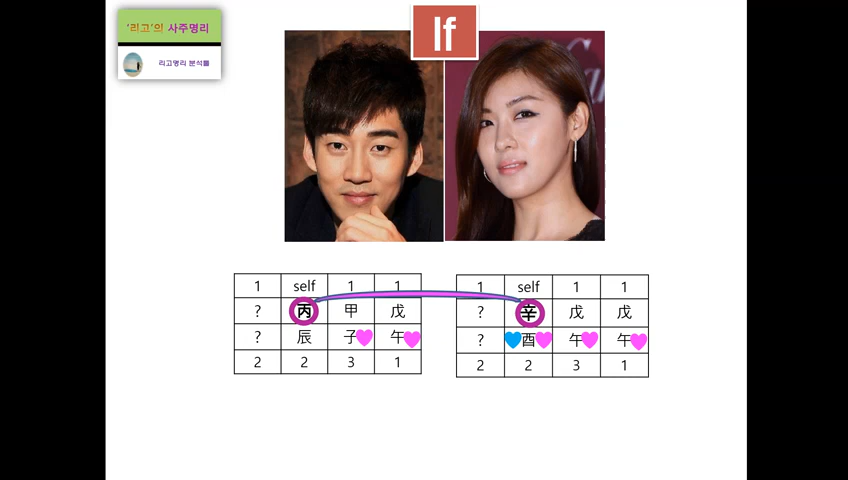 '리고'의 사주명리
리고명리 분석틀
If
1 self 1 1
? 丙 甲 戊
? 辰 子 午
2 2 3 1
1 self 1 1
? 辛 戊 戊
? 酉 午 午
2 2 3 1